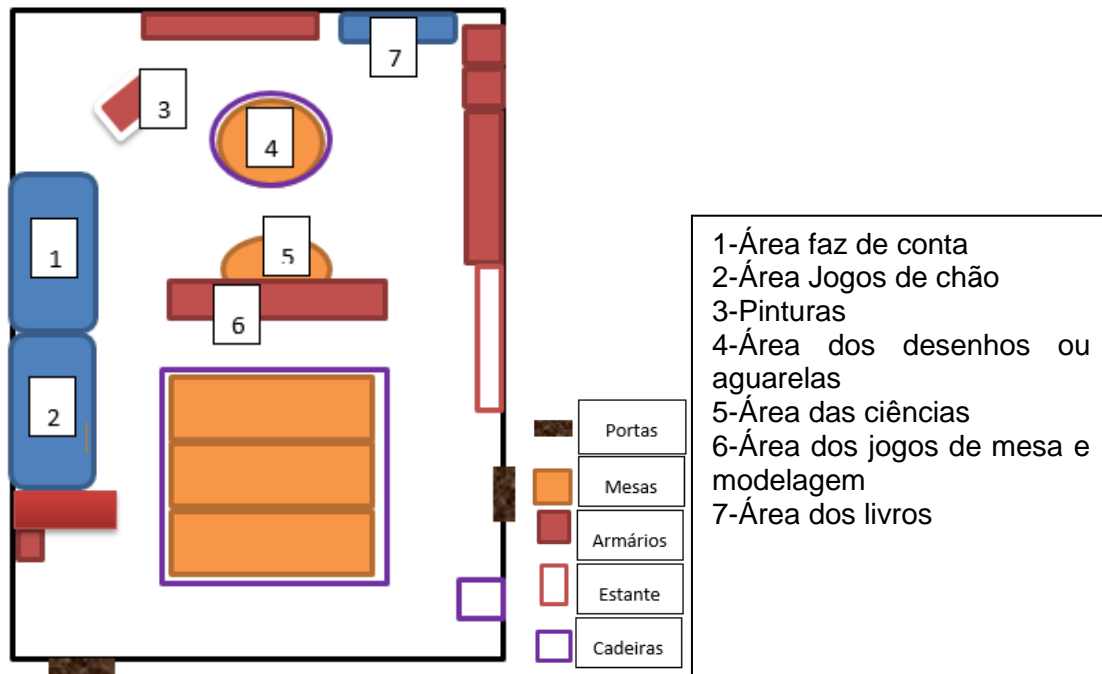 7
3
4
1
5
6
2
Portas
Mesas
Armários
Estante
Cadeiras
1-Área faz de conta
2-Área Jogos de chão
3-Pinturas
4-Área dos desenhos ou
aguarelas
5-Área das ciências
6-Área dos jogos de mesa e
modelagem
7-Área dos livros